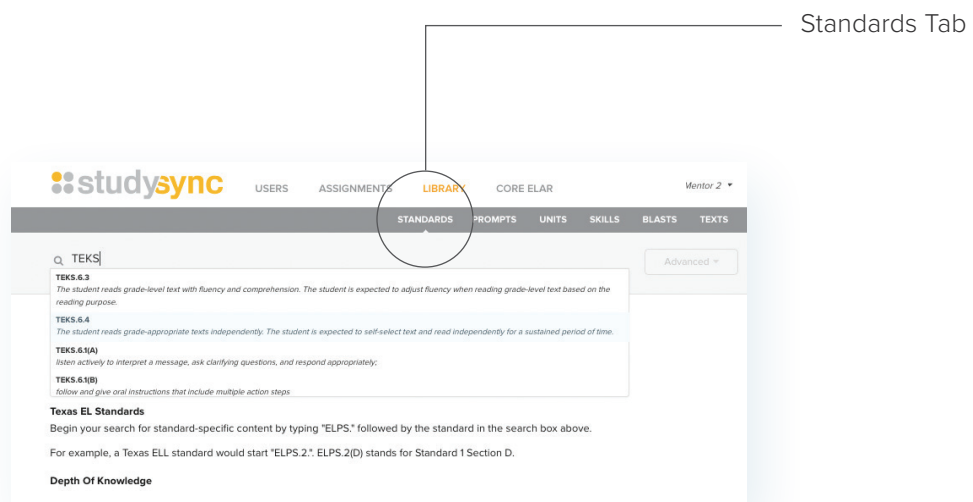 Standards Tab
studysync
USERS ASSIGNMENTS LIBRARY CORE ELAR Mentor 2
STANDARDS PROMPTS UNITS SKILLS BLASTS TEXTS
TEKS
Advanced
TEKS.6.3
The student reads grade-level text with fluency and comprehension. The student is expected to adjust fluency when reading grade-level text based on the
reading purpose.
TEKS.6.4
The student reads grade-appropriate texts independently. The student is expected to self-select text and read independently for a sustained period of time.
TEKS.6.1(A)
listen actively to interpret a message, ask clarifying questions, and respond appropriately;
TEKS.6.1(B)
follow and give oral instructions that include multiple action steps
Texas EL Standards
Begin your search for standard-specific content by typing "ELPS." followed by the standard in the search box above.
For example, a Texas ELL standard would start "ELPS.2.". ELPS.2(D) stands for Standard 1 Section D.
Depth Of Knowledge